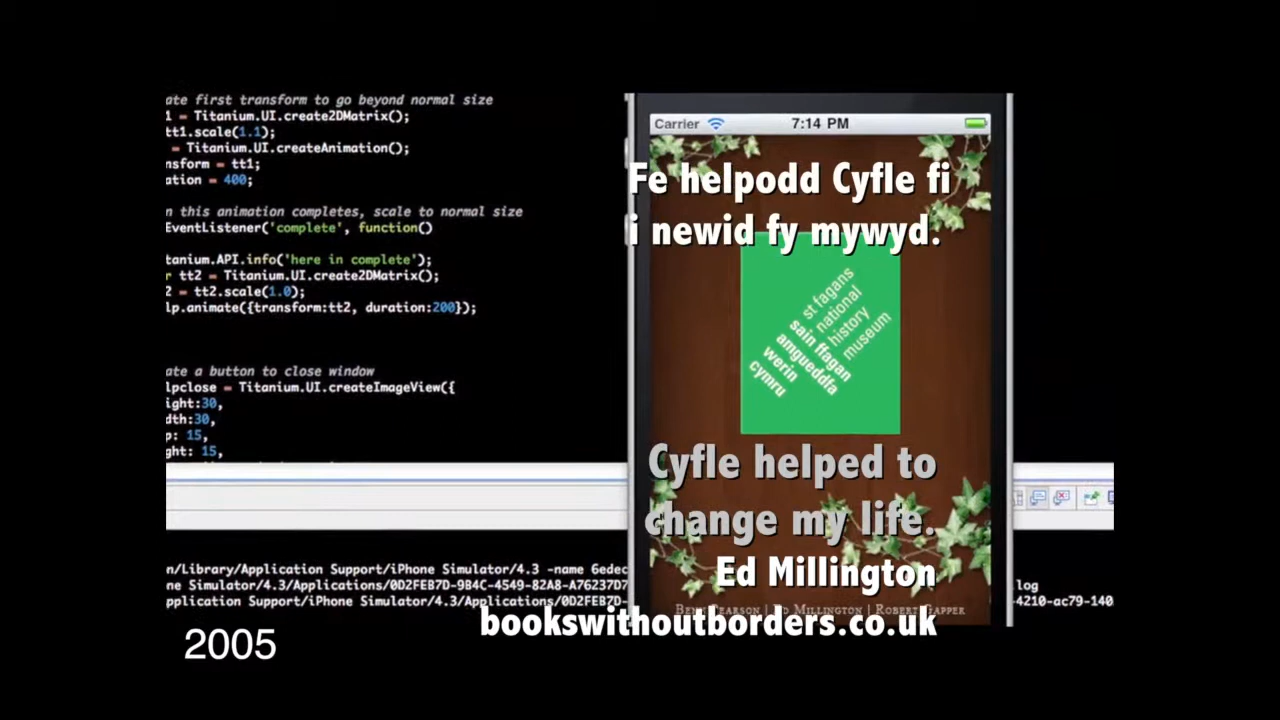 ate first transform to go beyond normal size
1 = Titanium.UI.create2DMatrix();
tt1.scale(1.1);
= Titanium.UI.createAnimation();
nsform = tt1;
ation = 400;
n this animation completes, scale to normal size
EventListener('complete', function()
tanium.API.info('here in complete');
r tt2 = Titanium.UI.create2DMatrix();
2 = tt2.scale(1.0);
lp.animate({transform:tt2, duration:200});
ate a button to close window
lpclose = Titanium.UI.createImageView({
ight:30,
dth:30,
p: 15,
ght: 15,
n/Library/Application Support/iPhone Simulator/4.3 -name 6edec
ne Simulator/4.3/Applications/0D2FEB7D-9B4C-4549-82A8-A76237D7
log
pplication Support/iPhone Simulator/4.3/Applications/0D2FEB7D-
-4210-ac79-140
Carrier 7:14 PM
Fe helpodd Cyfle fi
i newid fy mywyd.
st fagans
national
history
museum
sain ffagan
amgueddfa
werin
cymru
Cyfle helped to
change my life.
Ed Millington
Ed Millington | Robert Gapper
bookswithoutborders.co.uk
2005